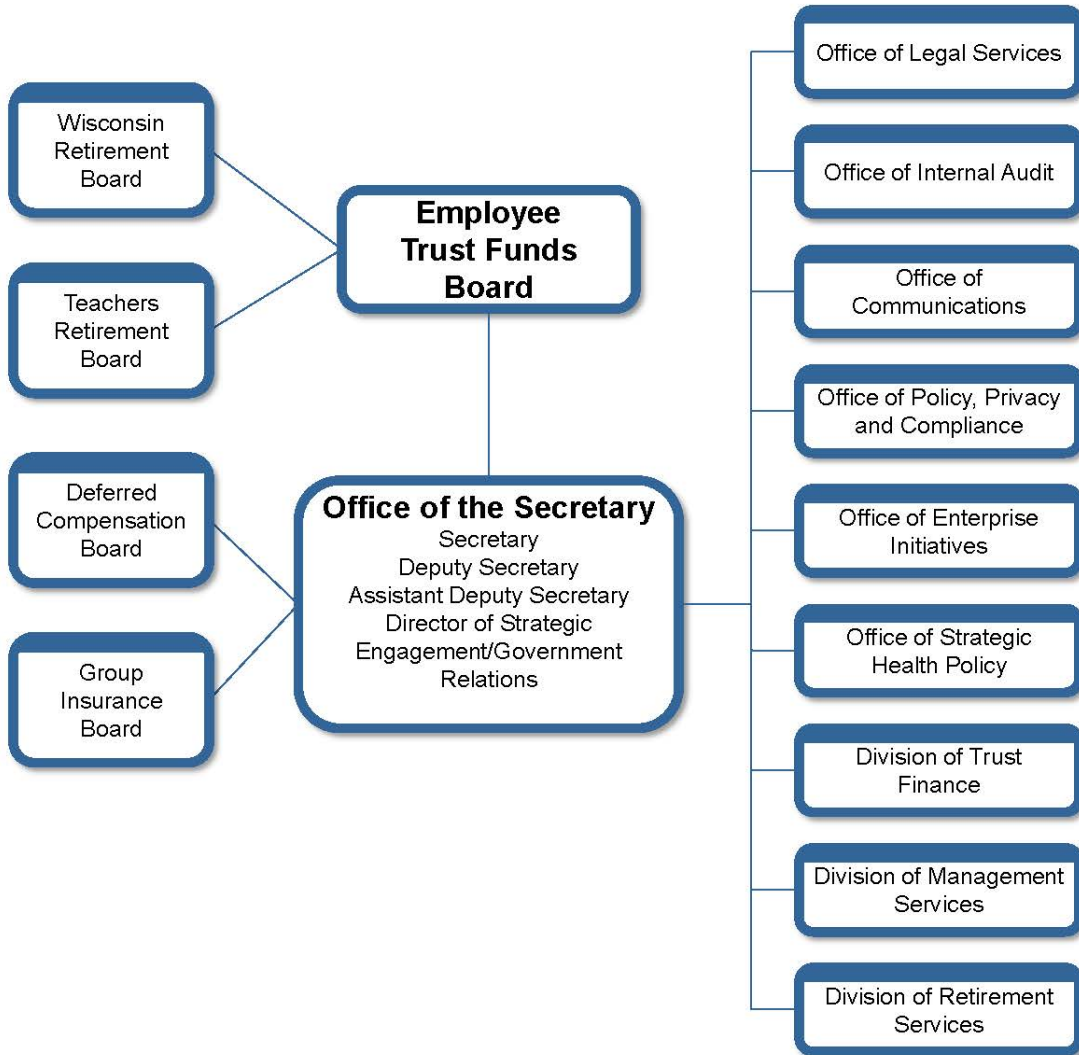 Wisconsin
Retirement
Board
Teachers
Retirement
Board
Deferred
Compensation
Board
Group
Insurance
Board
Employee
Trust Funds
Board
Office of the Secretary
Secretary
Deputy Secretary
Assistant Deputy Secretary
Director of Strategic
Engagement/Government
Relations
Office of Legal Services
Office of Internal Audit
Office of
Communications
Office of Policy, Privacy
and Compliance
Office of Enterprise
Initiatives
Office of Strategic
Health Policy
Division of Trust
Finance
Division of Management
Services
Division of Retirement
Services